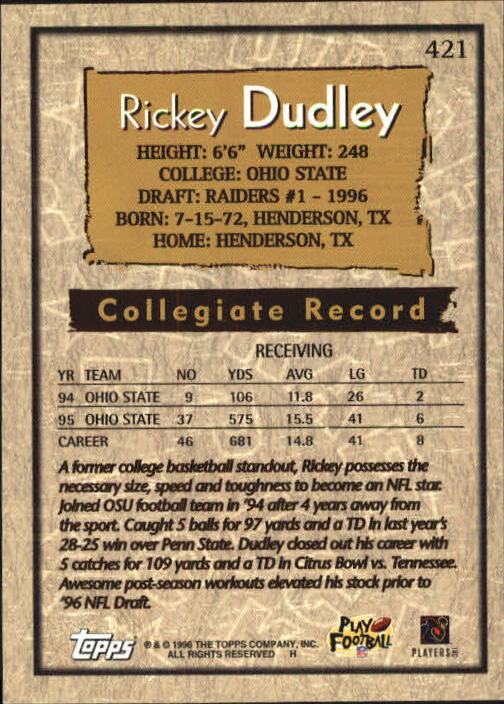 421
Rickey Dudley
HEIGHT: 6'6" WEIGHT: 248
COLLEGE: OHIO STATE
DRAFT: RAIDERS #1 – 1996
BORN: 7-15-72, HENDERSON, TX
HOME: HENDERSON, TX
Collegiate Record
RECEIVING
YR TEAM NO YDS AVG LG TD
94 OHIO STATE 9 106 11.8 26 2
95 OHIO STATE 37 575 15.5 41 6
CAREER 46 681 14.8 41 8
A former college basketball standout, Rickey possesses the
necessary size, speed and toughness to become an NFL star.
Joined OSU football team in '94 after 4 years away from
the sport. Caught 5 balls for 97 yards and a TD in last year's
28-25 win over Penn State. Dudley closed out his career with
5 catches for 109 yards and a TD in Citrus Bowl vs. Tennessee.
Awesome post-season workouts elevated his stock prior to
'96 NFL Draft.
topps ® & © 1996 THE TOPPS COMPANY, INC.
ALL RIGHTS RESERVED H
PLAY
FOOTBALL
PLAYERS